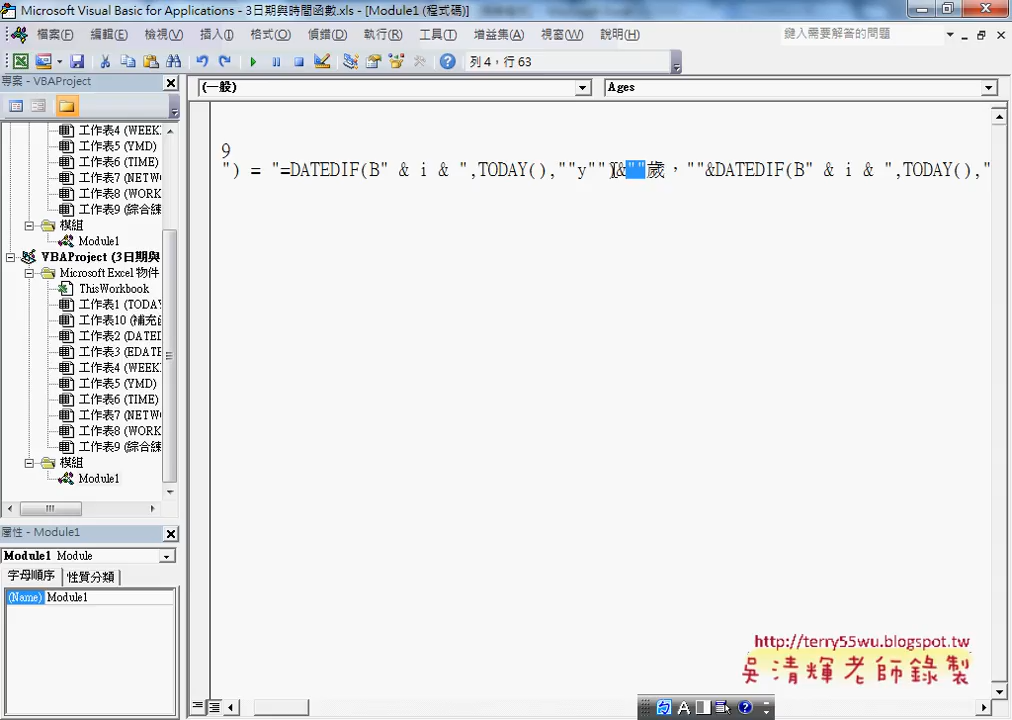 Microsoft Visual Basic for Applications - 3日期與時間函數.xls - [Module1 (程式碼)]
檔案(F) 編輯(E) 檢視(V) 插入(I) 格式(O) 偵錯(D) 執行(R) 工具(T) 增益集(A) 視窗(W) 說明(H) 鍵入需要解答的問題
列 4，行 63
專案 - VBAProject
(一般) Ages
工作表4 (WEEK
工作表5 (YMD)
工作表6 (TIME)
工作表7 (NETW
工作表8 (WORK
工作表9 (綜合練
模組
Module1
VBAProject (3日期與
Microsoft Excel 物件
ThisWorkbook
工作表1 (TODA
工作表10 (補充
工作表2 (DATEI
工作表3 (EDATE
工作表4 (WEEK
工作表5 (YMD)
工作表6 (TIME)
工作表7 (NETW
工作表8 (WORK
工作表9 (綜合練
模組
Module1
9
") = "=DATEDIF(B" & i & ",TODAY(),""y"")&""歲，""&DATEDIF(B" & i & ",TODAY(),"
屬性 - Module1
Module1 Module
字母順序 性質分類
(Name) Module1
http://terry55wu.blogspot.tw
吳清輝老師錄製